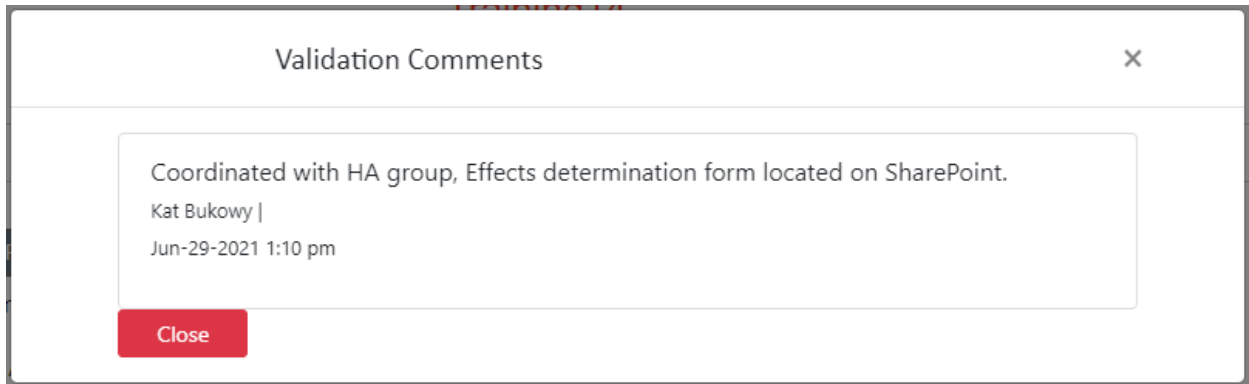 Validation Comments
×
Coordinated with HA group, Effects determination form located on SharePoint.
Kat Bukowy |
Jun-29-2021 1:10 pm
Close